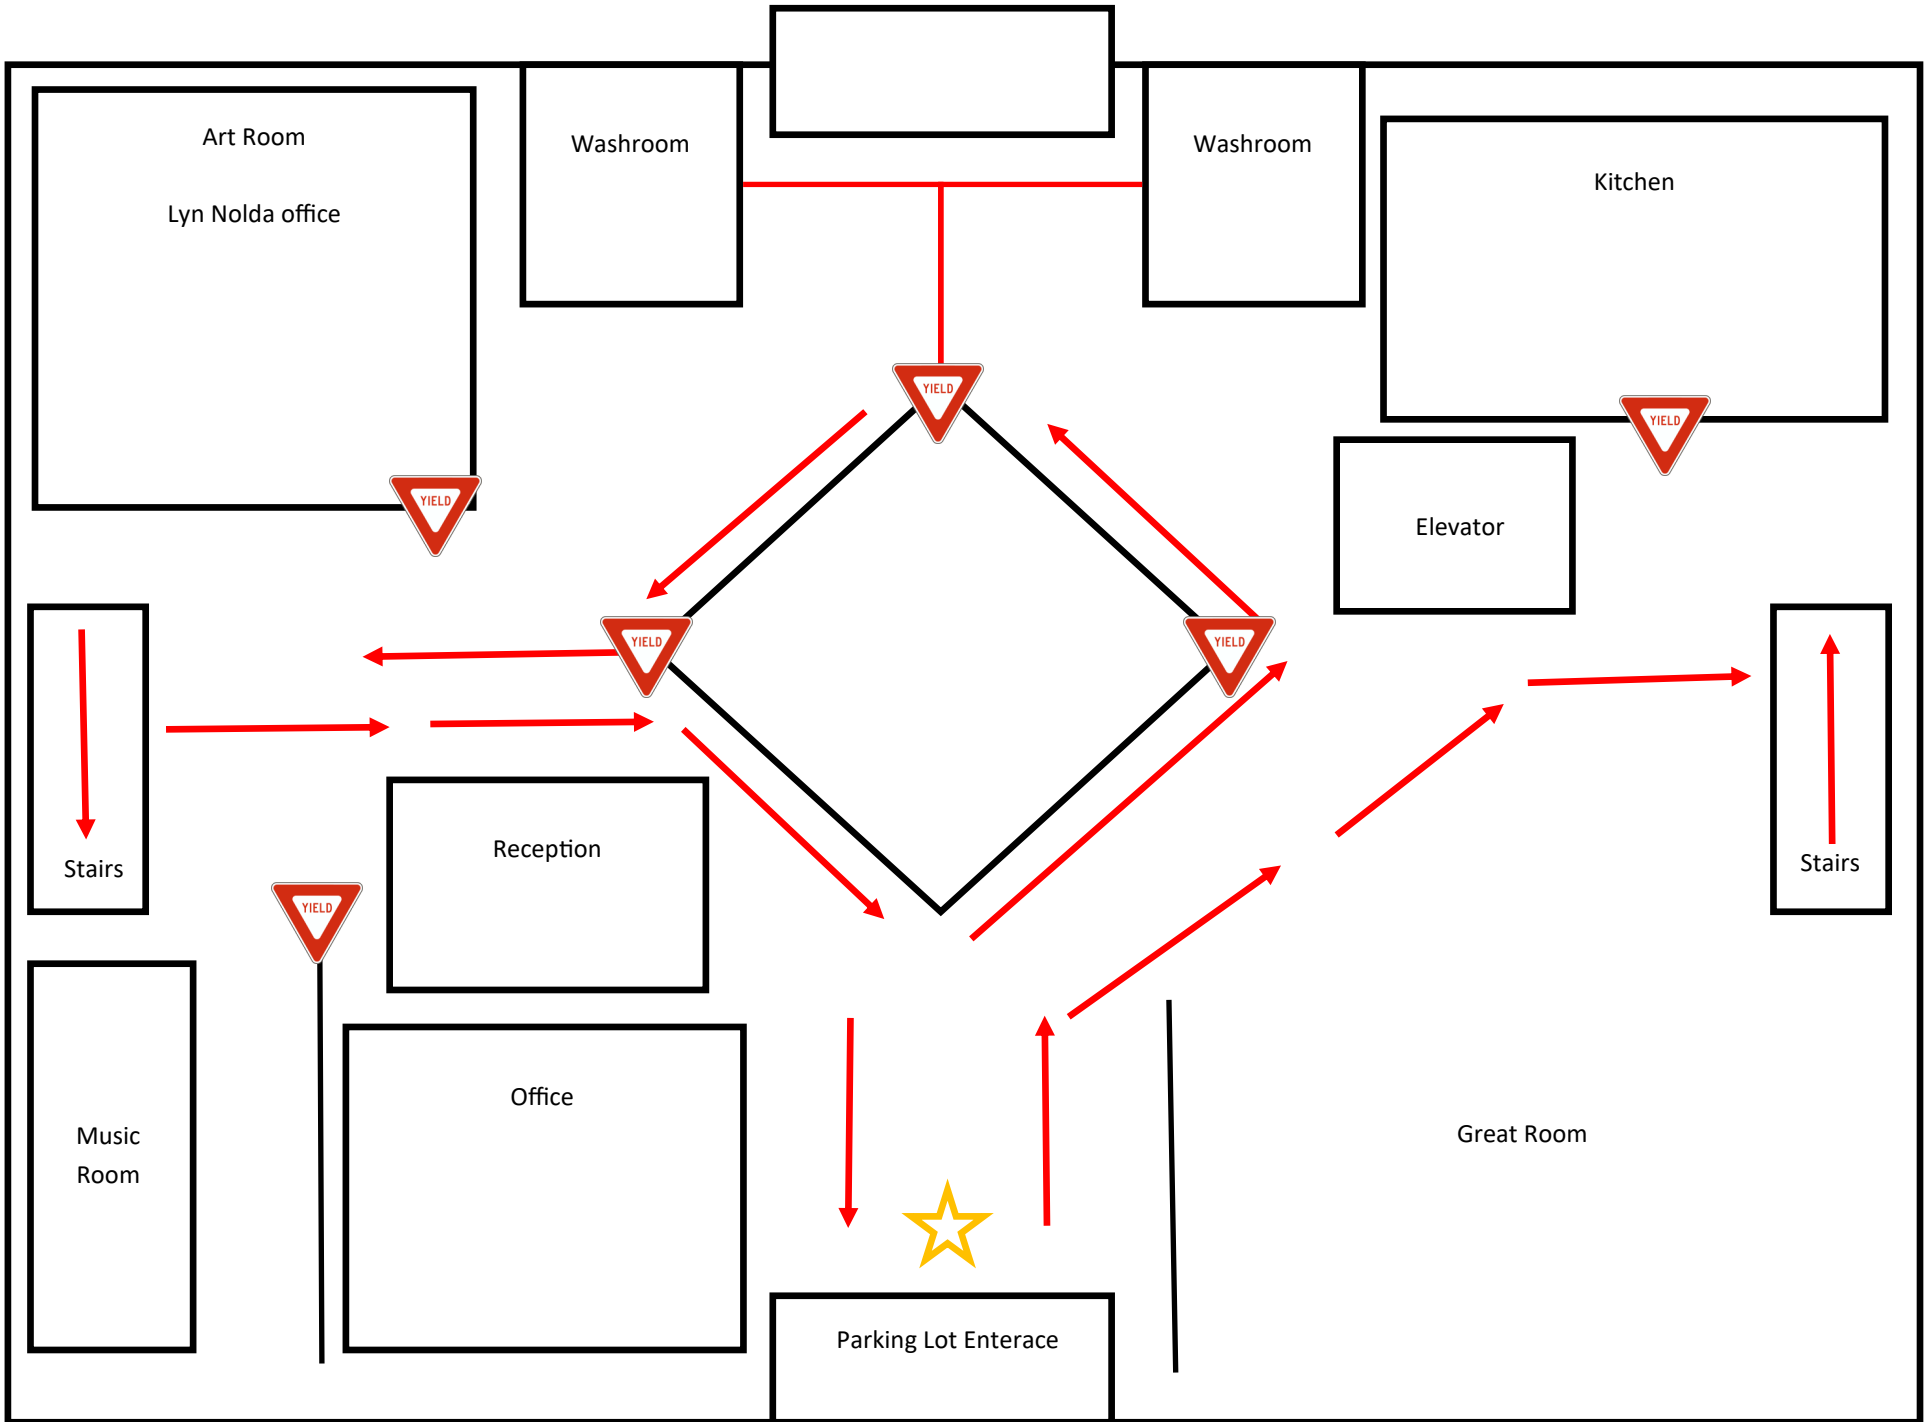 Art Room
Lyn Nolda office
Washroom
Washroom
Kitchen
YIELD
YIELD
YIELD
Elevator
YIELD
YIELD
Reception
Stairs
Stairs
YIELD
Office
Music
Room
Great Room
Parking Lot Enterace